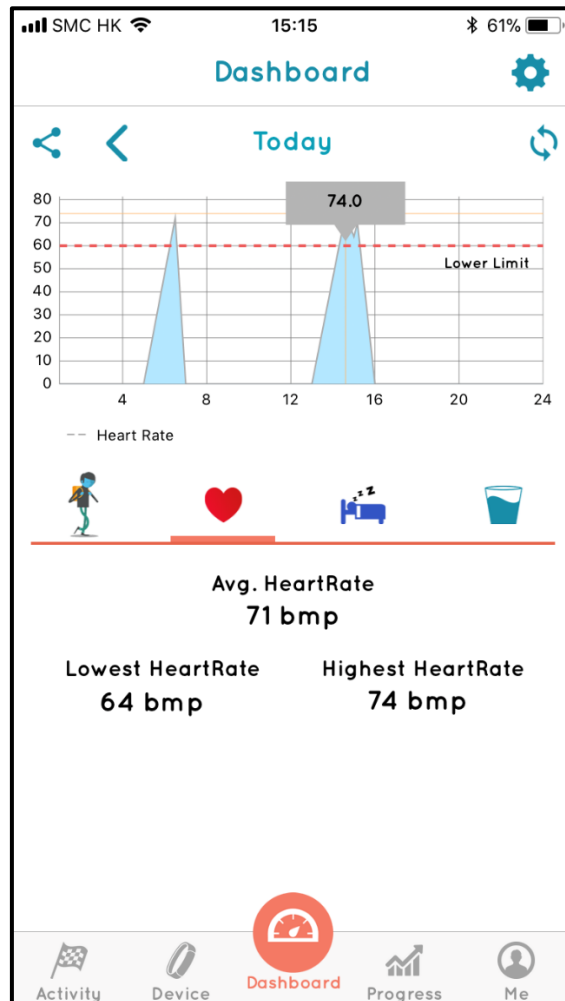 SMC HK 15:15 61%
Dashboard
Today
74.0
80
70
60
50
40
30
20
10
0
Lower Limit
4 8 12 16 20 24
-- Heart Rate
z z z
Avg. HeartRate
71 bmp
Lowest HeartRate Highest HeartRate
64 bmp 74 bmp
Activity Device Dashboard Progress Me